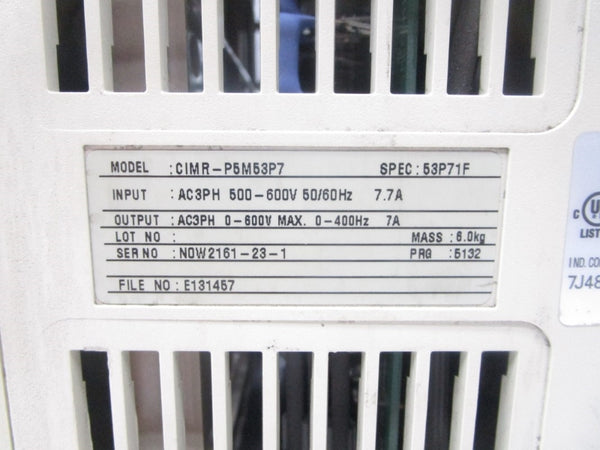 MODEL :CIMR-P5M53P7 SPEC:53P71F
INPUT :AC3PH 500-600V 50/60Hz 7.7A
OUTPUT :AC3PH 0-600V MAX. 0-400Hz 7A
LOT NO : MASS :6.0kg
SER NO :N0W2161-23-1 PRG :5132
FILE NO :E131457
C UL
LIST
IND. CO
7J48